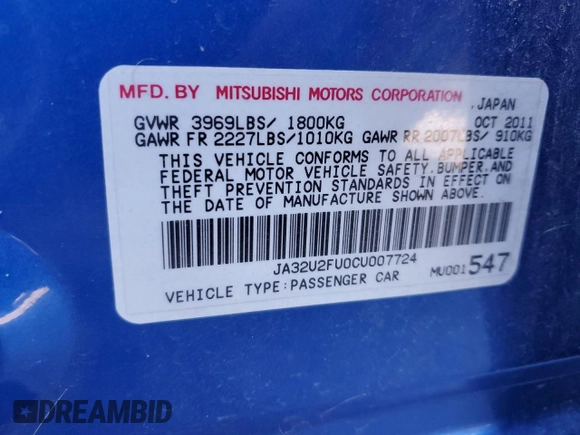 MFD. BY MITSUBISHI MOTORS CORPORATION
, JAPAN
GVWR 3969LBS/ 1800KG OCT 2011
GAWR FR 2227LBS/1010KG GAWR RR 2007LBS/ 910KG
THIS VEHICLE CONFORMS TO ALL APPLICABLE
FEDERAL MOTOR VEHICLE SAFETY,BUMPER,AND
THEFT PREVENTION STANDARDS IN EFFECT ON
THE DATE OF MANUFACTURE SHOWN ABOVE.
JA32U2FU0CU007724
VEHICLE TYPE:PASSENGER CAR MU001547
DREAMBID